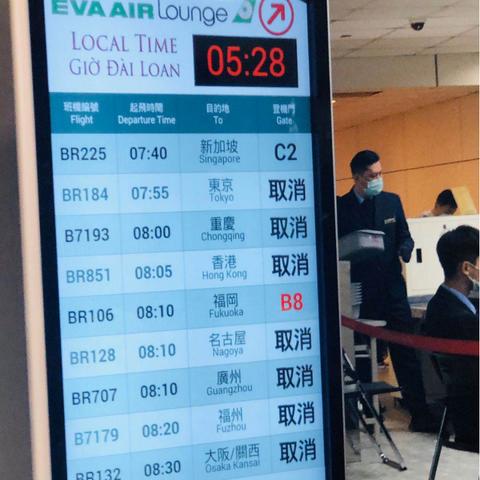 EVA AIR Lounge
LOCAL TIME
GIỜ ĐÀI LOAN
05:28
班機編號 起飛時間 目的地 登機門
Flight Departure Time To Gate
BR225 07:40 新加坡 C2
Singapore
BR184 07:55 東京 取消
Tokyo
B7193 08:00 重慶 取消
Chongqing
BR851 08:05 香港 取消
Hong Kong
BR106 08:10 福岡 B8
Fukuoka
BR128 08:10 名古屋 取消
Nagoya
BR707 08:10 廣州 取消
Guangzhou
B7179 08:20 福州 取消
Fuzhou
BR132 08:30 大阪/關西 取消
Osaka Kansai